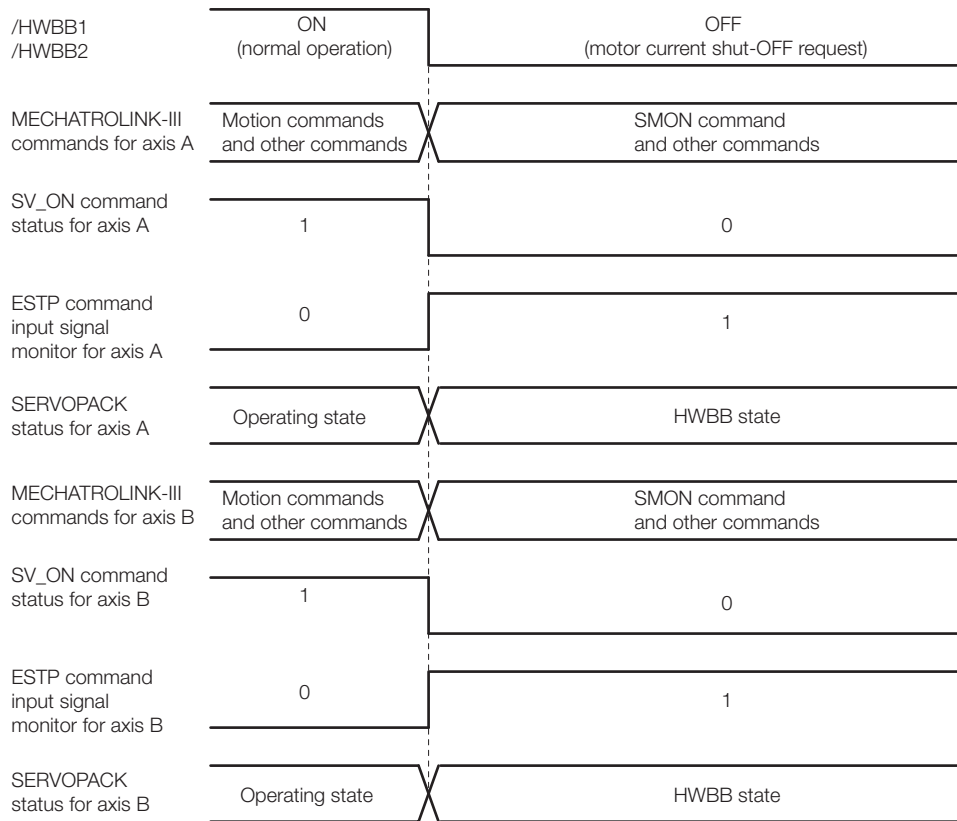 /HWBB1
/HWBB2
ON
(normal operation)
OFF
(motor current shut-OFF request)
MECHATROLINK-III
commands for axis A
Motion commands
and other commands
SMON command
and other commands
SV_ON command
status for axis A
1
0
ESTP command
input signal
monitor for axis A
0
1
SERVOPACK
status for axis A
Operating state
HWBB state
MECHATROLINK-III
commands for axis B
Motion commands
and other commands
SMON command
and other commands
SV_ON command
status for axis B
1
0
ESTP command
input signal
monitor for axis B
0
1
SERVOPACK
status for axis B
Operating state
HWBB state